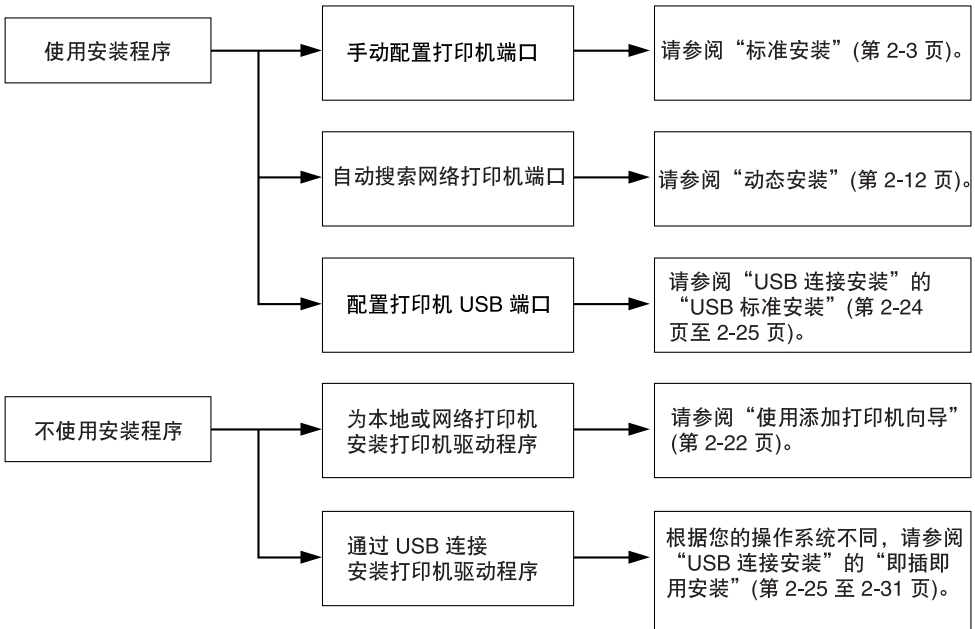 使用安装程序
手动配置打印机端口
请参阅“标准安装”(第 2-3 页)。
自动搜索网络打印机端口
请参阅“动态安装”(第 2-12 页)。
配置打印机 USB 端口
请参阅“USB 连接安装”的
“USB 标准安装”(第 2-24
页至 2-25 页)。
不使用安装程序
为本地或网络打印机
安装打印机驱动程序
请参阅“使用添加打印机向导”
(第 2-22 页)。
通过 USB 连接
安装打印机驱动程序
根据您的操作系统不同，请参阅
“USB 连接安装”的“即插即
用安装”(第 2-25 至 2-31 页)。